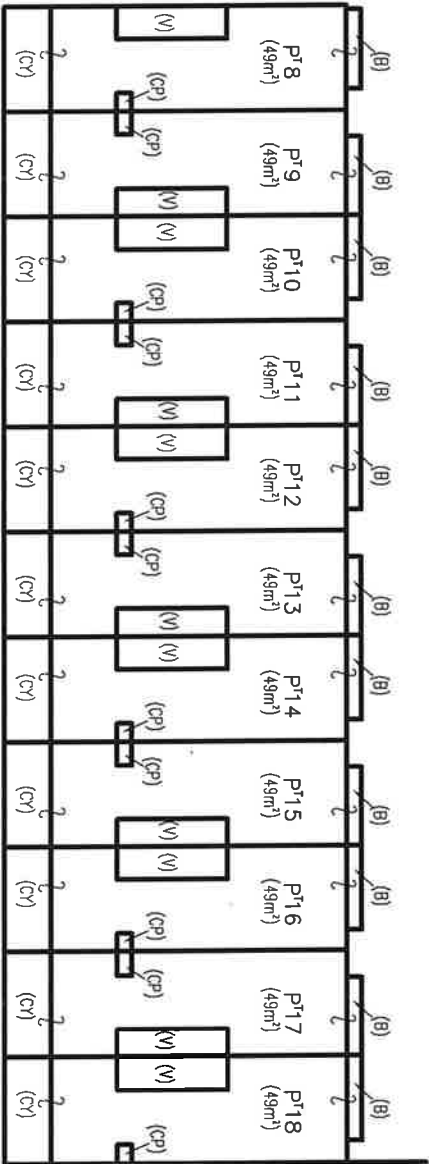 (B)
Pᵀ8
(49m²)
(V)
(CP)
(CY)
(B)
Pᵀ9
(49m²)
(V)
(CP)
(CY)
(B)
Pᵀ10
(49m²)
(V)
(CP)
(CY)
(B)
Pᵀ11
(49m²)
(V)
(CP)
(CY)
(B)
Pᵀ12
(49m²)
(V)
(CP)
(CY)
(B)
Pᵀ13
(49m²)
(V)
(CP)
(CY)
(B)
Pᵀ14
(49m²)
(V)
(CP)
(CY)
(B)
Pᵀ15
(49m²)
(V)
(CP)
(CY)
(B)
Pᵀ16
(49m²)
(V)
(CP)
(CY)
(B)
Pᵀ17
(49m²)
(V)
(CP)
(CY)
(B)
Pᵀ18
(49m²)
(V)
(CP)
(CY)